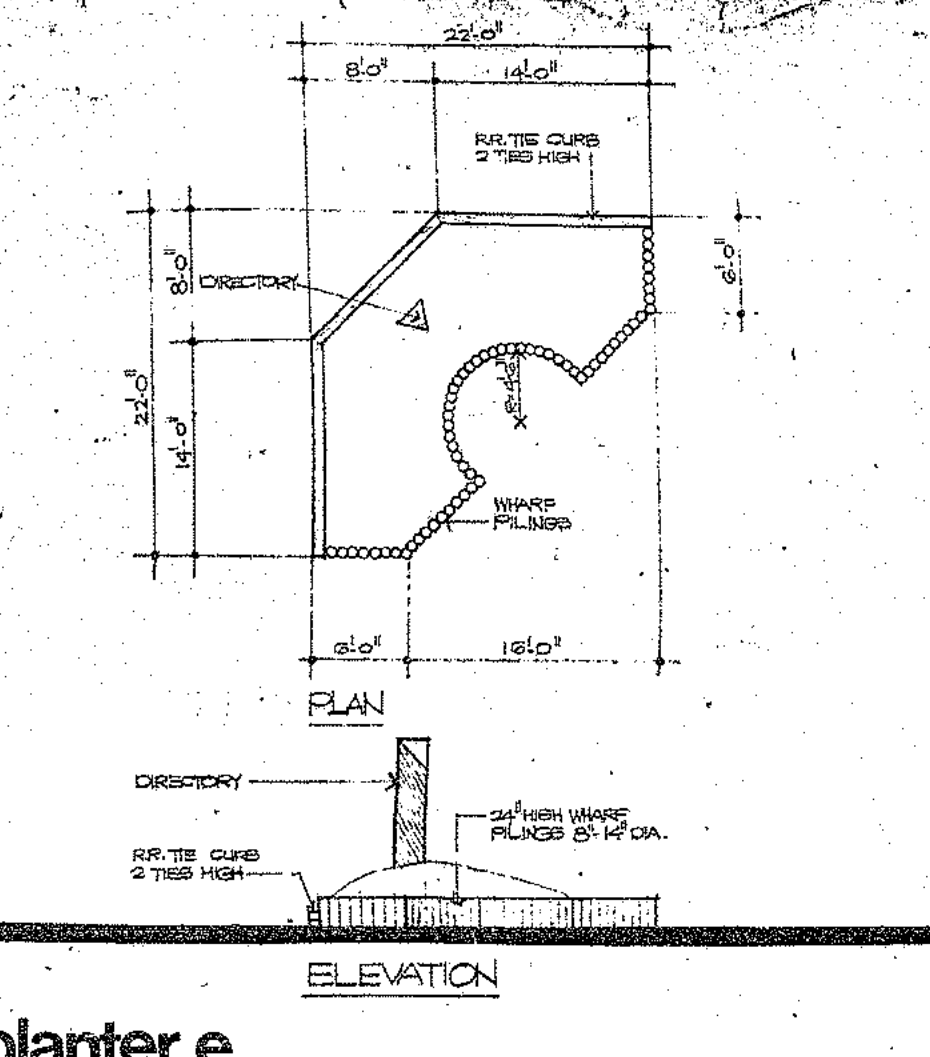 22'-0"
8'-0"
14'-0"
R.R. TIE CURB
2 TIES HIGH
8'-0"
DIRECTORY
6'-0"
22'-0"
14'-0"
WHARF
PILINGS
6'-0"
16'-0"
PLAN
DIRECTORY
24" HIGH WHARF
PILINGS 8"-14" DIA.
R.R. TIE CURB
2 TIES HIGH
ELEVATION
planter e